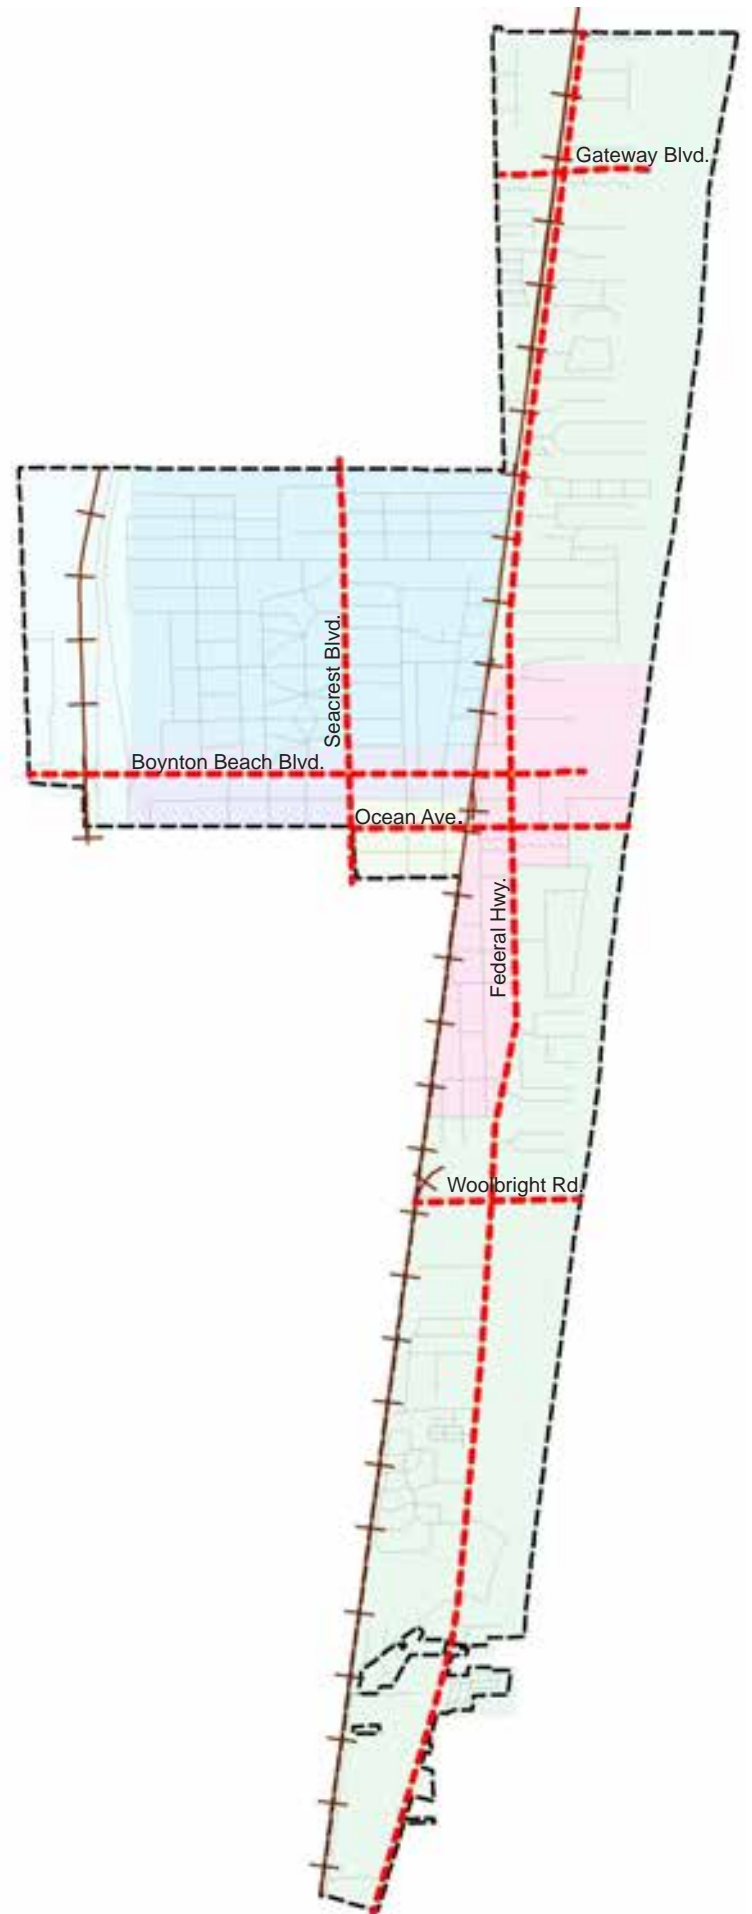 Gateway Blvd.
Seacrest Blvd.
Boynton Beach Blvd.
Ocean Ave.
Federal Hwy.
Woolbright Rd.